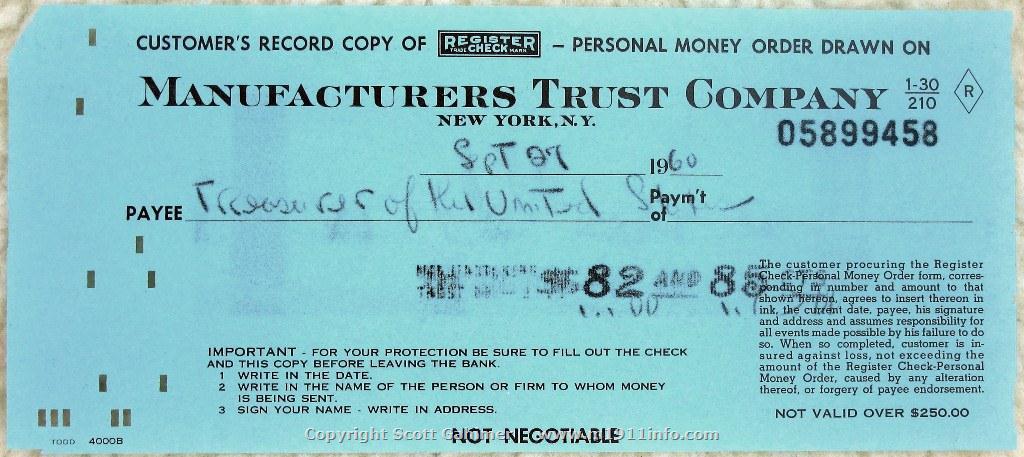 CUSTOMER'S RECORD COPY OF REGISTER CHECK TRADE MARK — PERSONAL MONEY ORDER DRAWN ON
MANUFACTURERS TRUST COMPANY 1-30/210 R
NEW YORK, N.Y.
05899458
Spt 27 1960
PAYEE Treasurer of the United States Paym't of
$82 AND 88
The customer procuring the Register
Check-Personal Money Order form, corres-
ponding in number and amount to that
shown hereon, agrees to insert thereon in
ink, the current date, payee, his signature
and address and assumes responsibility for
all events made possible by his failure to do
so. When so completed, customer is in-
sured against loss, not exceeding the
amount of the Register Check-Personal
Money Order, caused by any alteration
thereof, or forgery of payee endorsement.
NOT VALID OVER $250.00
IMPORTANT - FOR YOUR PROTECTION BE SURE TO FILL OUT THE CHECK
AND THIS COPY BEFORE LEAVING THE BANK.
1 WRITE IN THE DATE.
2 WRITE IN THE NAME OF THE PERSON OR FIRM TO WHOM MONEY
IS BEING SENT.
3 SIGN YOUR NAME - WRITE IN ADDRESS.
TODD 4000B
NOT NEGOTIABLE
Copyright Scott